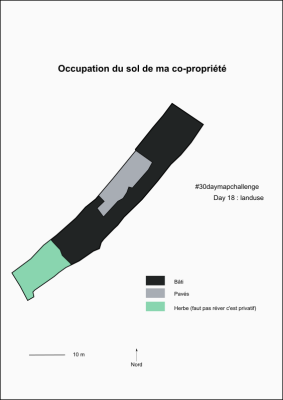 Occupation du sol de ma co-propriété
#30daymapchallenge
Day 18 : landuse
Bâti
Pavés
Herbe (faut pas rêver c'est privatif)
10 m
Nord